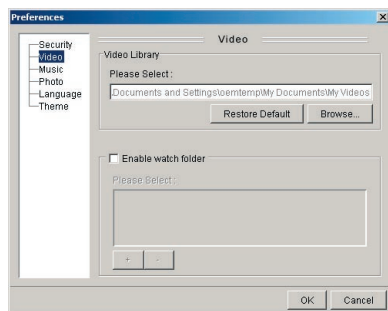 Preferences
Security
Video
Music
Photo
Language
Theme
Video
Video Library
Please Select:
Documents and Settings\oemtemp\My Documents\My Videos
Restore Default
Browse...
Enable watch folder
Please Select:
+
-
OK
Cancel